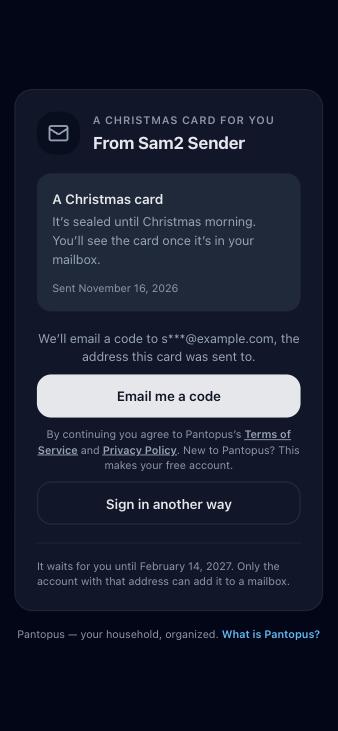 A CHRISTMAS CARD FOR YOU
From Sam2 Sender
A Christmas card
It’s sealed until Christmas morning.
You’ll see the card once it’s in your
mailbox.
Sent November 16, 2026
We’ll email a code to s***@example.com, the
address this card was sent to.
Email me a code
By continuing you agree to Pantopus’s Terms of
Service and Privacy Policy. New to Pantopus? This
makes your free account.
Sign in another way
It waits for you until February 14, 2027. Only the
account with that address can add it to a mailbox.
Pantopus — your household, organized. What is Pantopus?